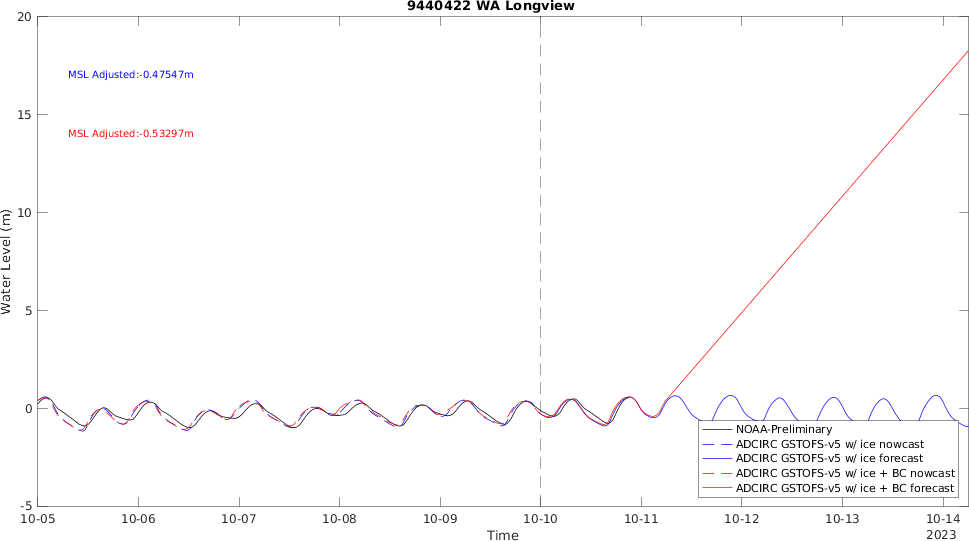 9440422 WA Longview
20
15
10
5
0
-5
Water Level (m)
MSL Adjusted:-0.47547m
MSL Adjusted:-0.53297m
NOAA-Preliminary
ADCIRC GSTOFS-v5 w/ ice nowcast
ADCIRC GSTOFS-v5 w/ ice forecast
ADCIRC GSTOFS-v5 w/ ice + BC nowcast
ADCIRC GSTOFS-v5 w/ ice + BC forecast
10-05 10-06 10-07 10-08 10-09 10-10 10-11 10-12 10-13 10-14
2023
Time